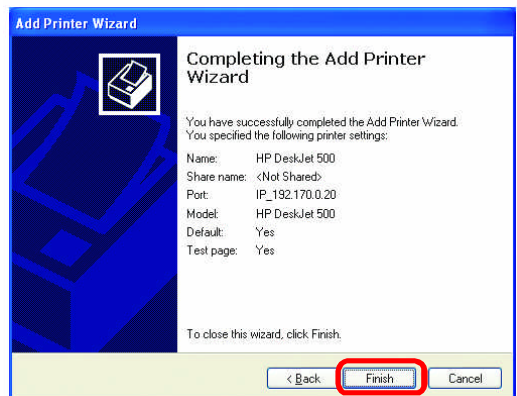 Add Printer Wizard
Completing the Add Printer
Wizard
You have successfully completed the Add Printer Wizard.
You specified the following printer settings:
Name: HP DeskJet 500
Share name: <Not Shared>
Port: IP_192.170.0.20
Model: HP DeskJet 500
Default: Yes
Test page: Yes
To close this wizard, click Finish.
< Back Finish Cancel